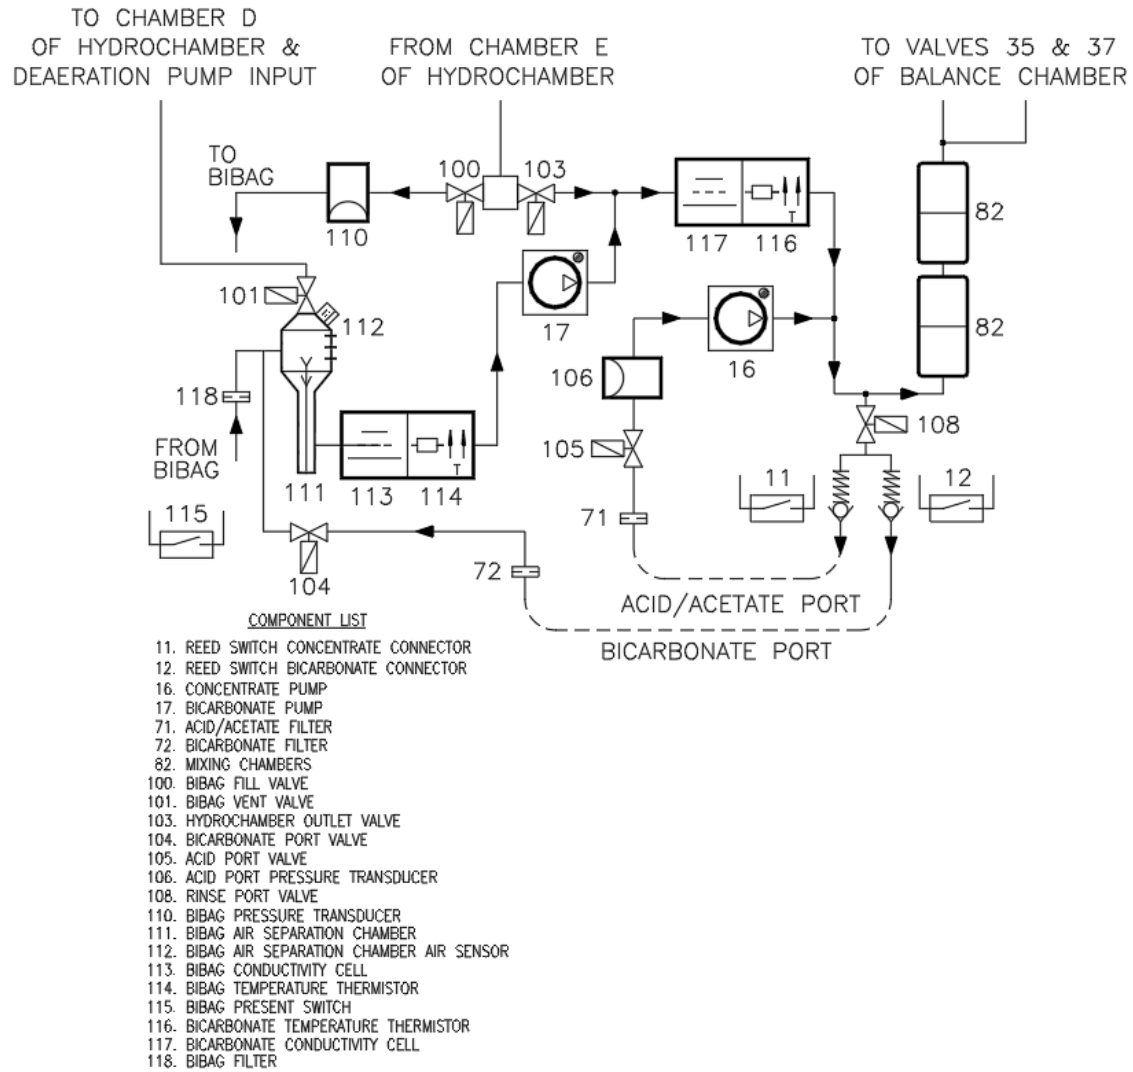 TO CHAMBER D
OF HYDROCHAMBER &
DEAERATION PUMP INPUT
FROM CHAMBER E
OF HYDROCHAMBER
TO VALVES 35 & 37
OF BALANCE CHAMBER
TO
BIBAG
100
103
110
117
116
T
82
82
101
112
17
16
106
118
FROM
BIBAG
105
108
111
113
114
T
11
12
115
71
104
72
ACID/ACETATE PORT
BICARBONATE PORT
COMPONENT LIST
11. REED SWITCH CONCENTRATE CONNECTOR
12. REED SWITCH BICARBONATE CONNECTOR
16. CONCENTRATE PUMP
17. BICARBONATE PUMP
71. ACID/ACETATE FILTER
72. BICARBONATE FILTER
82. MIXING CHAMBERS
100. BIBAG FILL VALVE
101. BIBAG VENT VALVE
103. HYDROCHAMBER OUTLET VALVE
104. BICARBONATE PORT VALVE
105. ACID PORT VALVE
106. ACID PORT PRESSURE TRANSDUCER
108. RINSE PORT VALVE
110. BIBAG PRESSURE TRANSDUCER
111. BIBAG AIR SEPARATION CHAMBER
112. BIBAG AIR SEPARATION CHAMBER AIR SENSOR
113. BIBAG CONDUCTIVITY CELL
114. BIBAG TEMPERATURE THERMISTOR
115. BIBAG PRESENT SWITCH
116. BICARBONATE TEMPERATURE THERMISTOR
117. BICARBONATE CONDUCTIVITY CELL
118. BIBAG FILTER